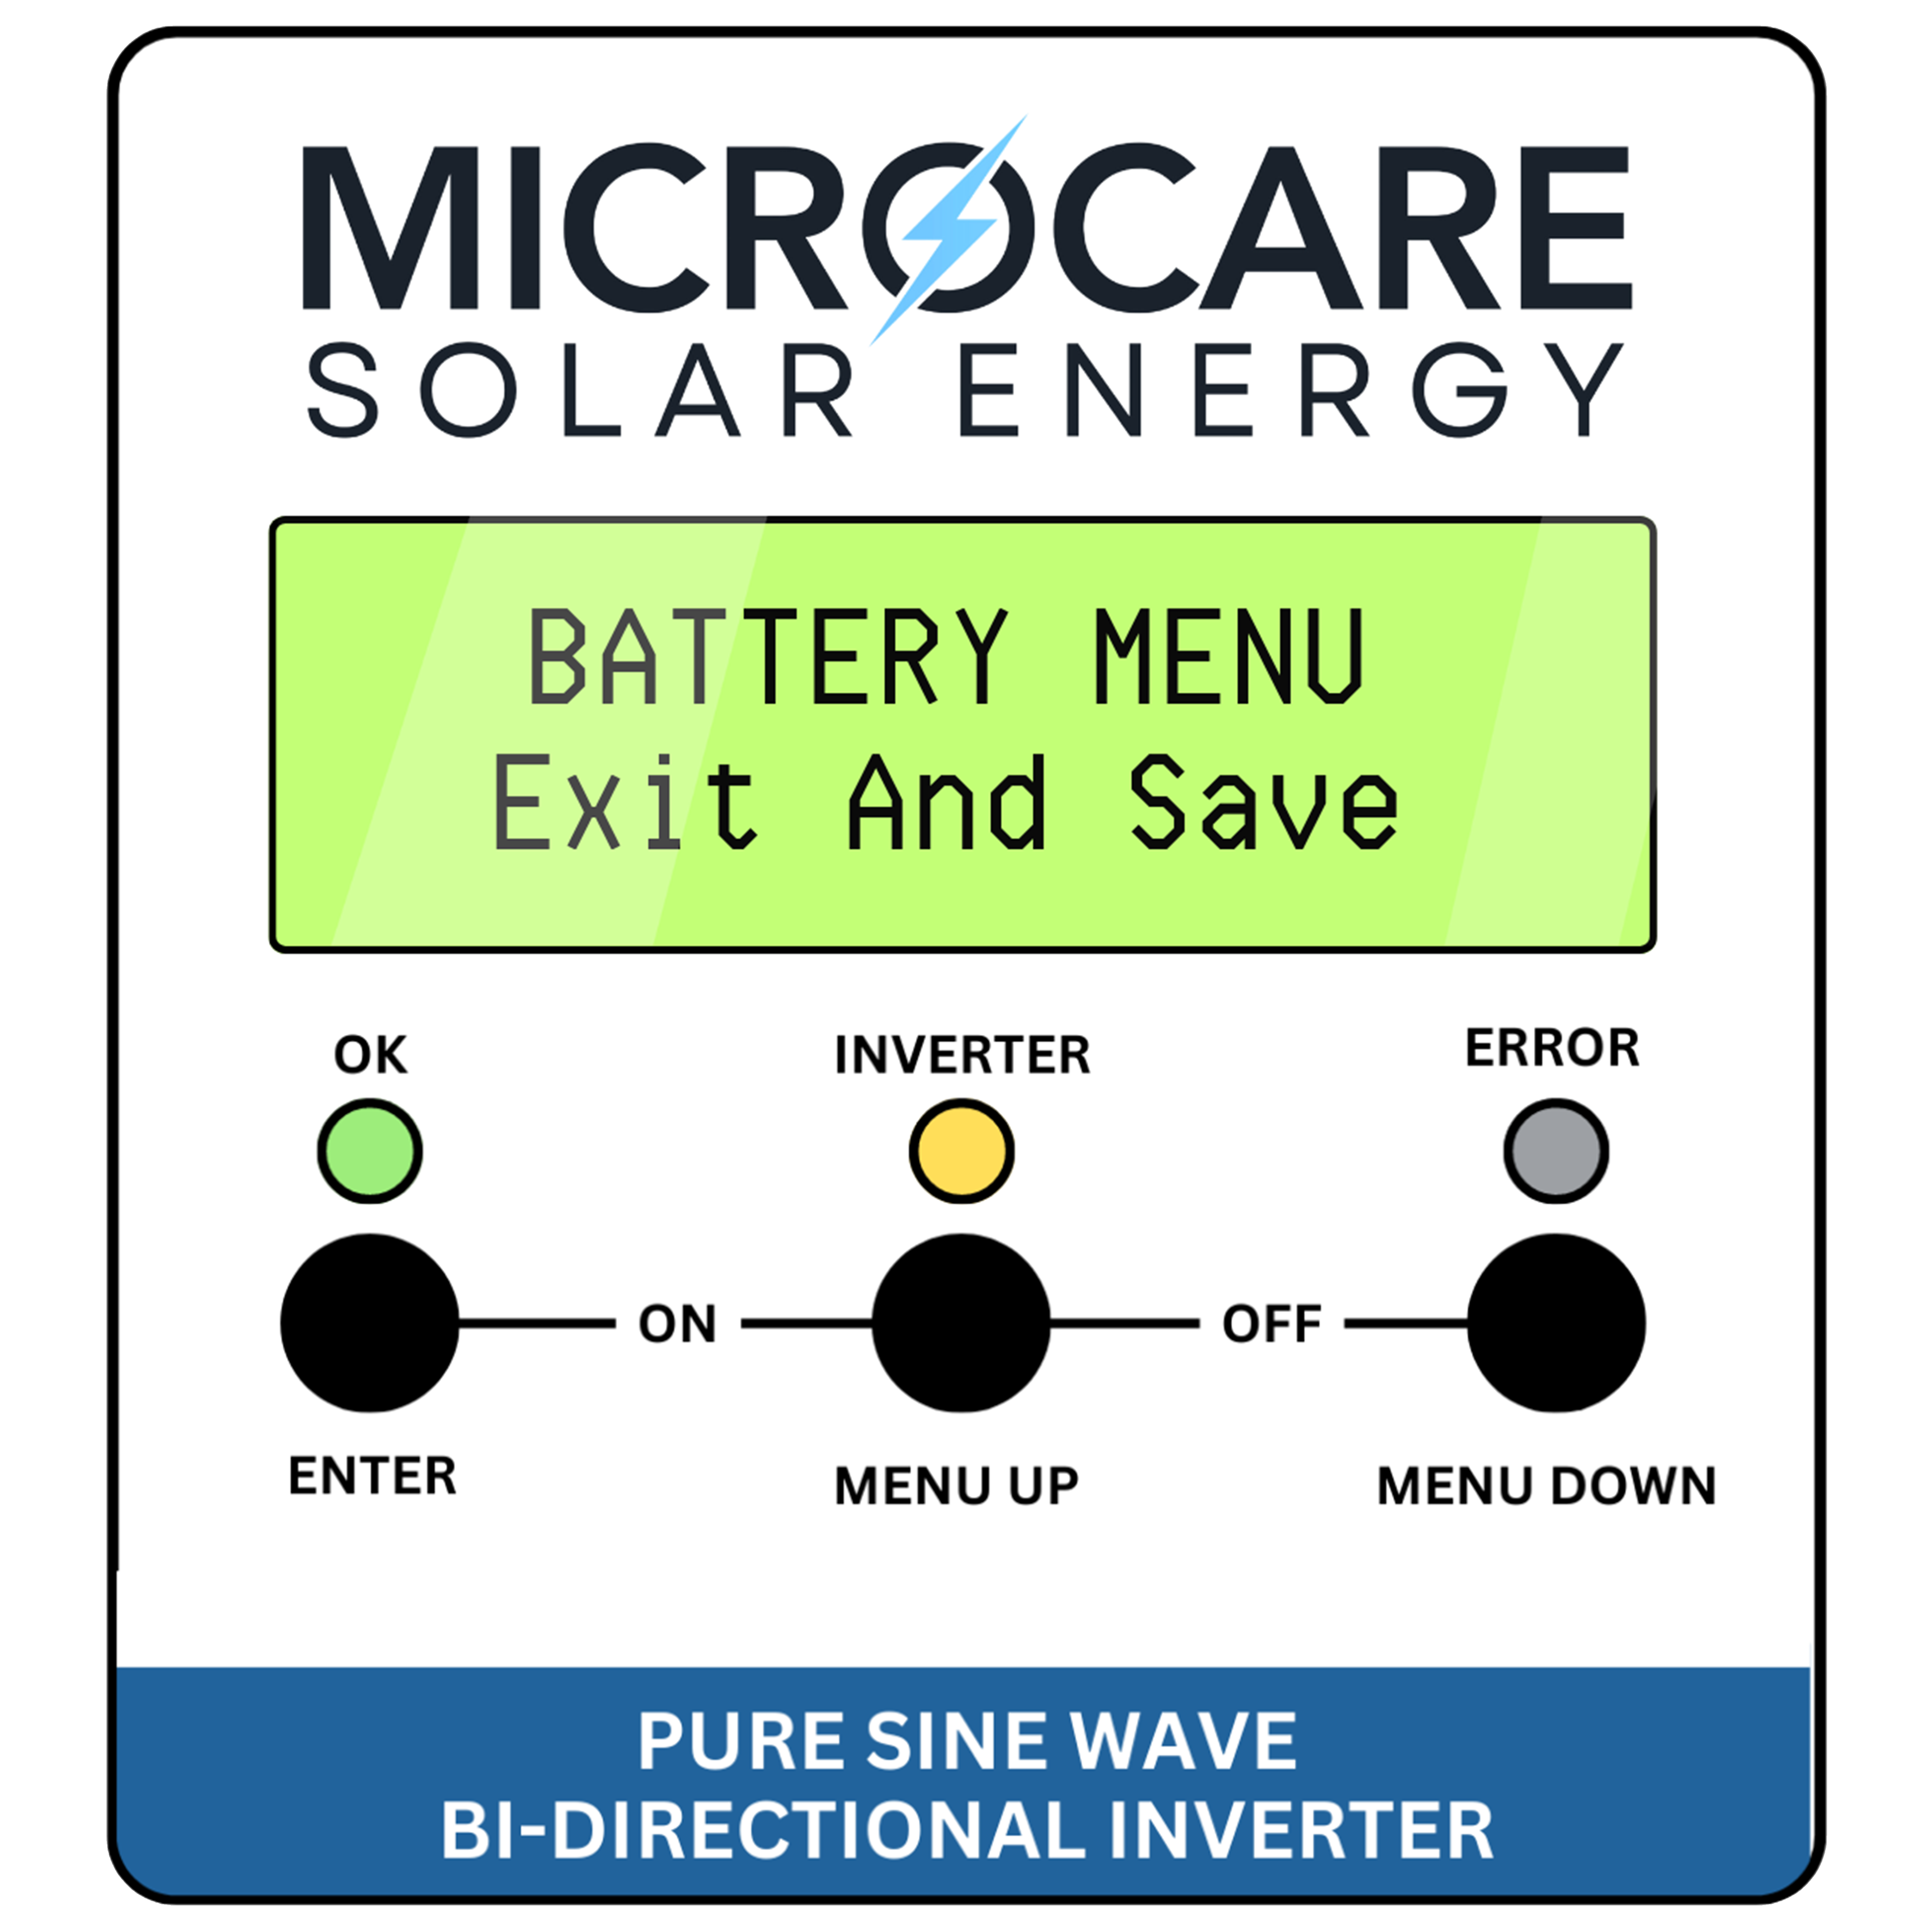 MICROCARE
SOLAR ENERGY
BATTERY MENU
Exit And Save
OK INVERTER ERROR
ON OFF
ENTER MENU UP MENU DOWN
PURE SINE WAVE
BI-DIRECTIONAL INVERTER